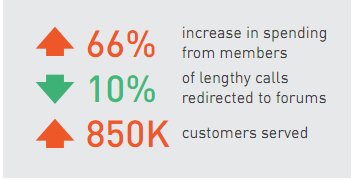 66% increase in spending
from members
10% of lengthy calls
redirected to forums
850K customers served